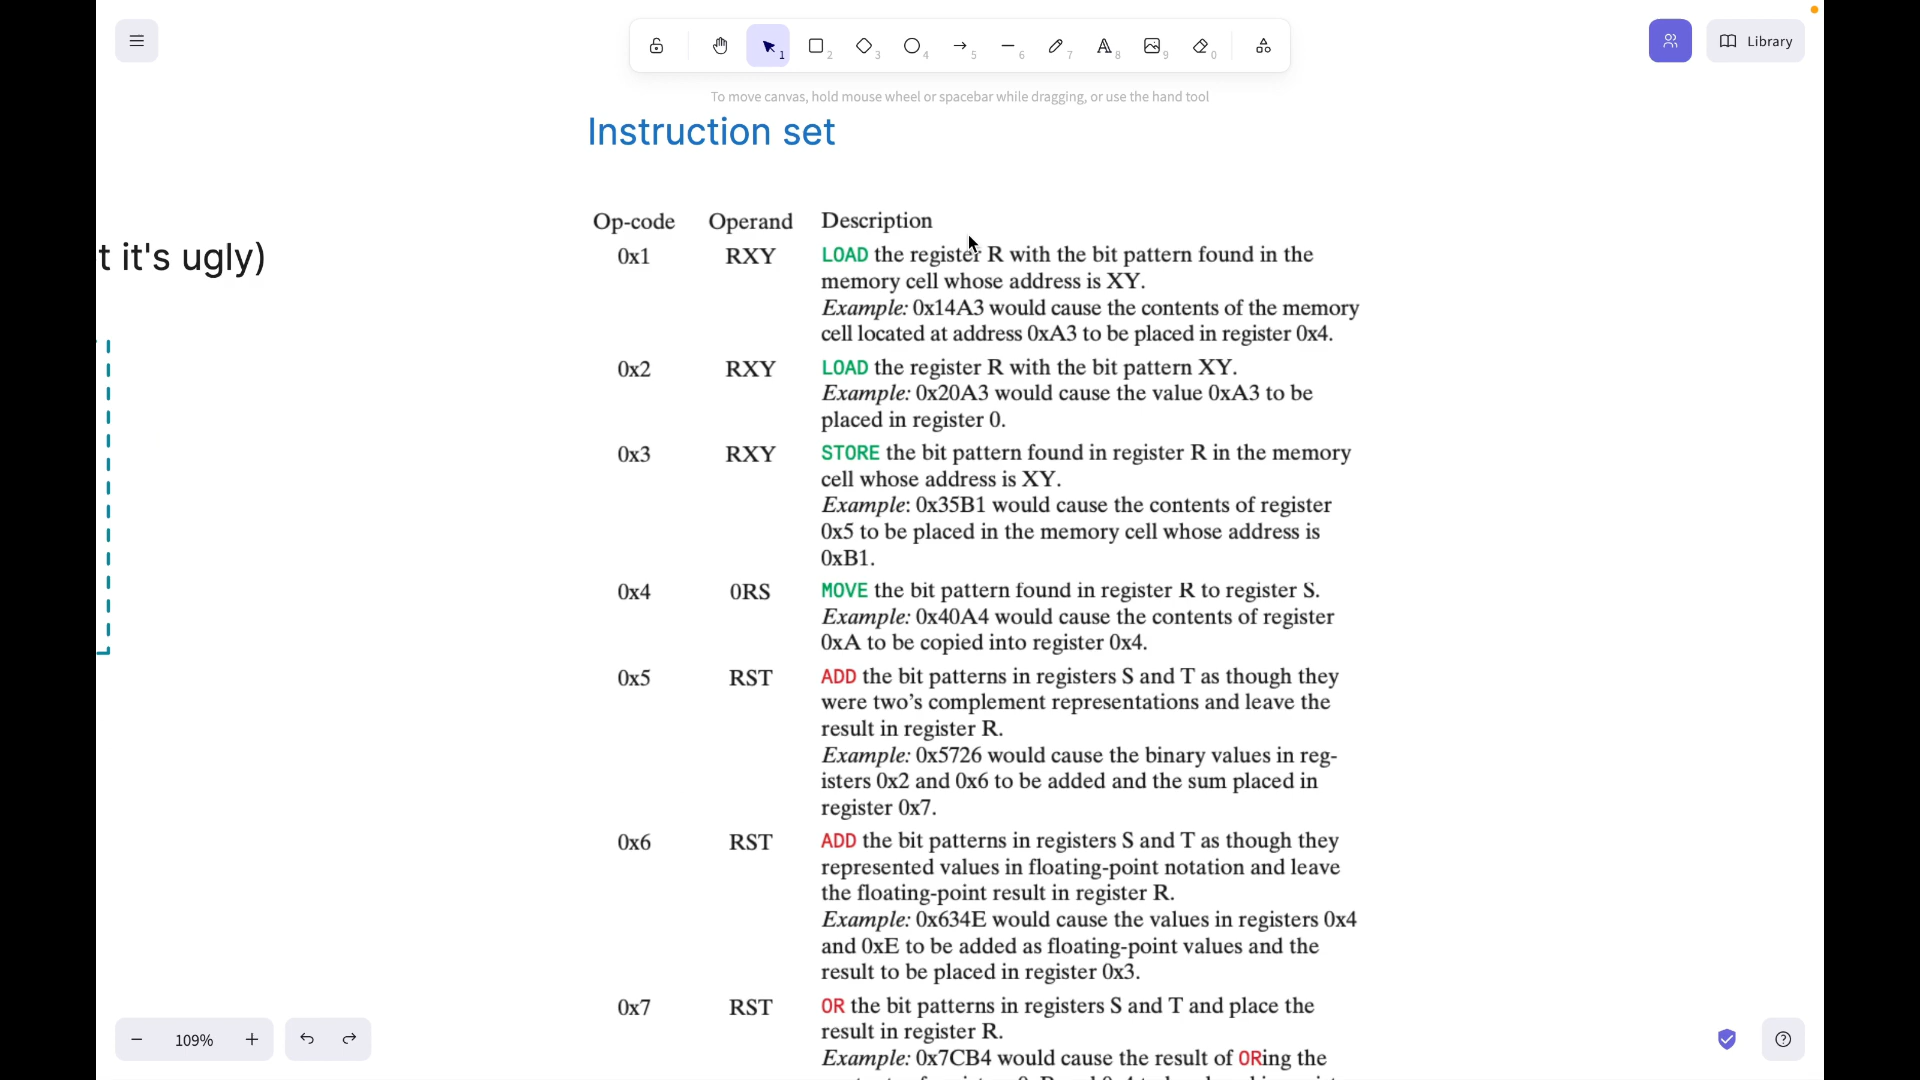 1
2
3
4
5
6
7
8
9
0
Library
To move canvas, hold mouse wheel or spacebar while dragging, or use the hand tool
Instruction set
t it's ugly)
Op-code Operand Description
0x1 RXY LOAD the register R with the bit pattern found in the
memory cell whose address is XY.
Example: 0x14A3 would cause the contents of the memory
cell located at address 0xA3 to be placed in register 0x4.
0x2 RXY LOAD the register R with the bit pattern XY.
Example: 0x20A3 would cause the value 0xA3 to be
placed in register 0.
0x3 RXY STORE the bit pattern found in register R in the memory
cell whose address is XY.
Example: 0x35B1 would cause the contents of register
0x5 to be placed in the memory cell whose address is
0xB1.
0x4 0RS MOVE the bit pattern found in register R to register S.
Example: 0x40A4 would cause the contents of register
0xA to be copied into register 0x4.
0x5 RST ADD the bit patterns in registers S and T as though they
were two's complement representations and leave the
result in register R.
Example: 0x5726 would cause the binary values in reg-
isters 0x2 and 0x6 to be added and the sum placed in
register 0x7.
0x6 RST ADD the bit patterns in registers S and T as though they
represented values in floating-point notation and leave
the floating-point result in register R.
Example: 0x634E would cause the values in registers 0x4
and 0xE to be added as floating-point values and the
result to be placed in register 0x3.
0x7 RST OR the bit patterns in registers S and T and place the
result in register R.
Example: 0x7CB4 would cause the result of ORing the
109%